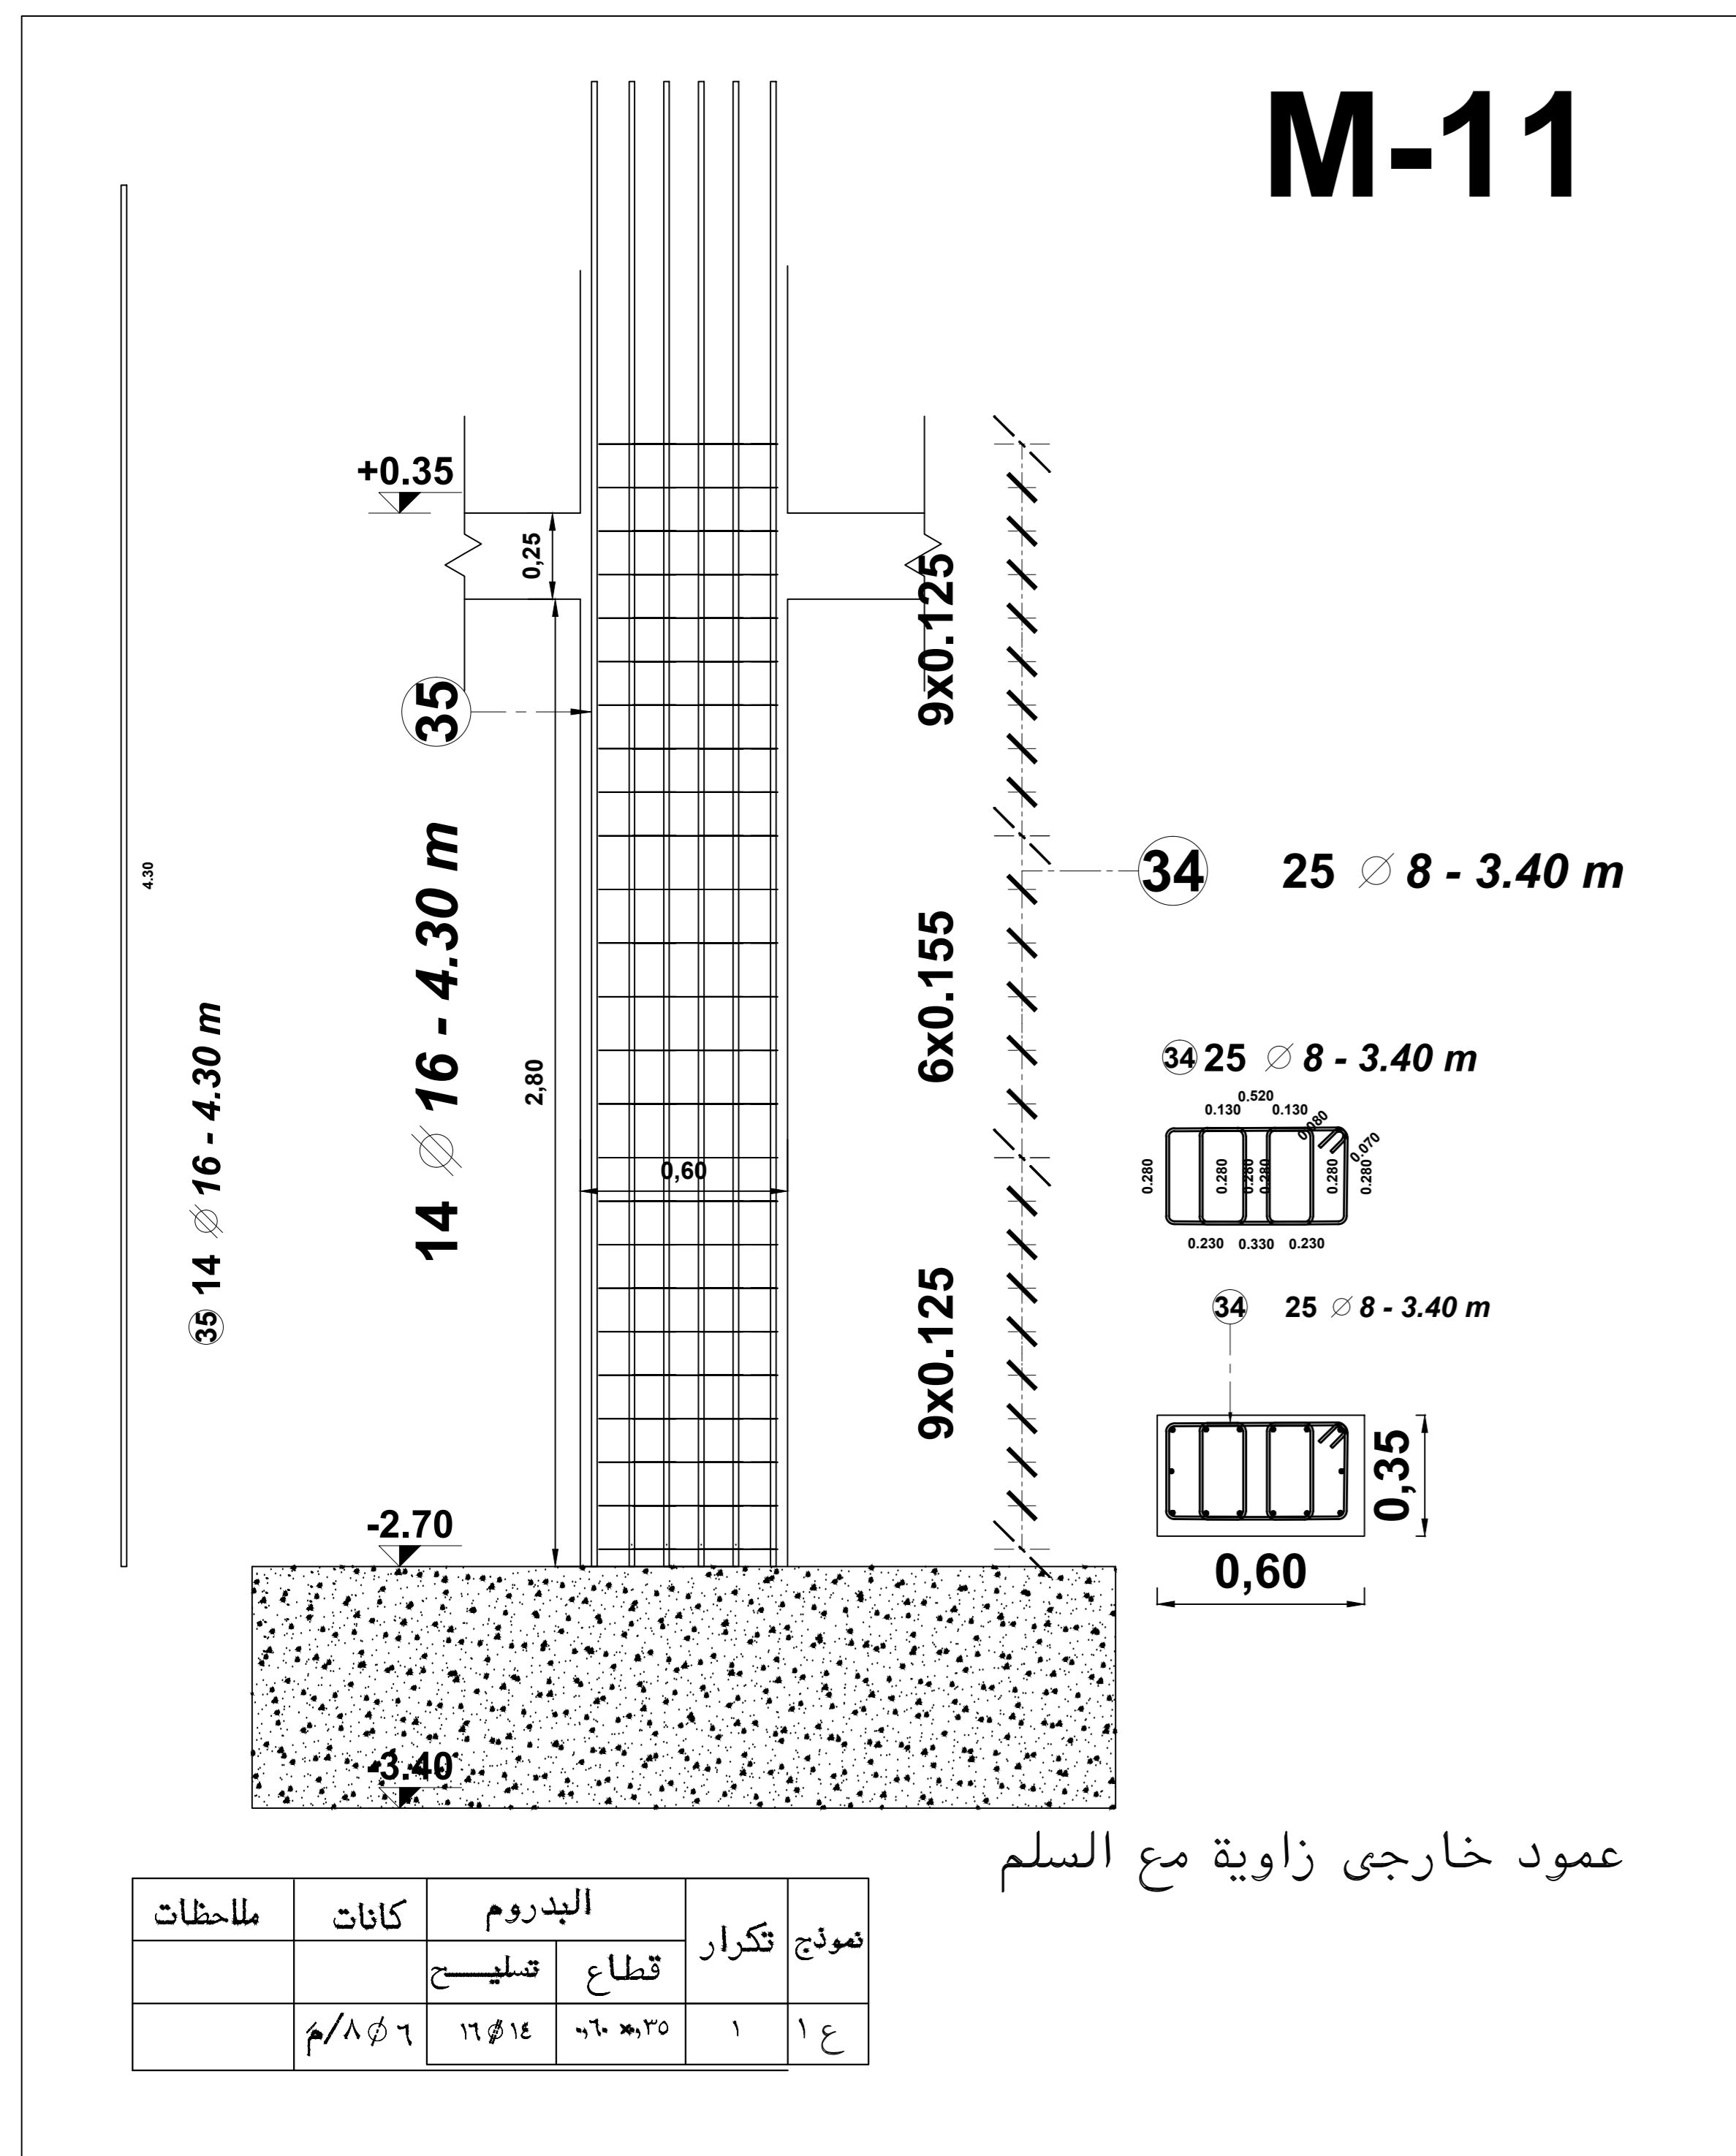 M-11
+0.35
0,25
9x0.125
35
14 ∅ 16 - 4.30 m
4.30
34 25 ∅ 8 - 3.40 m
6x0.155
2,80
35 14 ∅ 16 - 4.30 m
34 25 ∅ 8 - 3.40 m
0.520
0.130 0.130
0.080
0.070
0.280 0.280 0.280 0.280 0.280 0.280
0.230 0.330 0.230
0,60
34 25 ∅ 8 - 3.40 m
9x0.125
0,35
0,60
-2.70
-3.40
عمود خارجى زاوية مع السلم
نموذج تكرار البدروم كانات ملاحظات
قطاع تسليح
ع ١ ١ ٠,٣٥ × ٠,٦٠ ١٤ ∅ ١٦ ٦ ∅ ٨/م